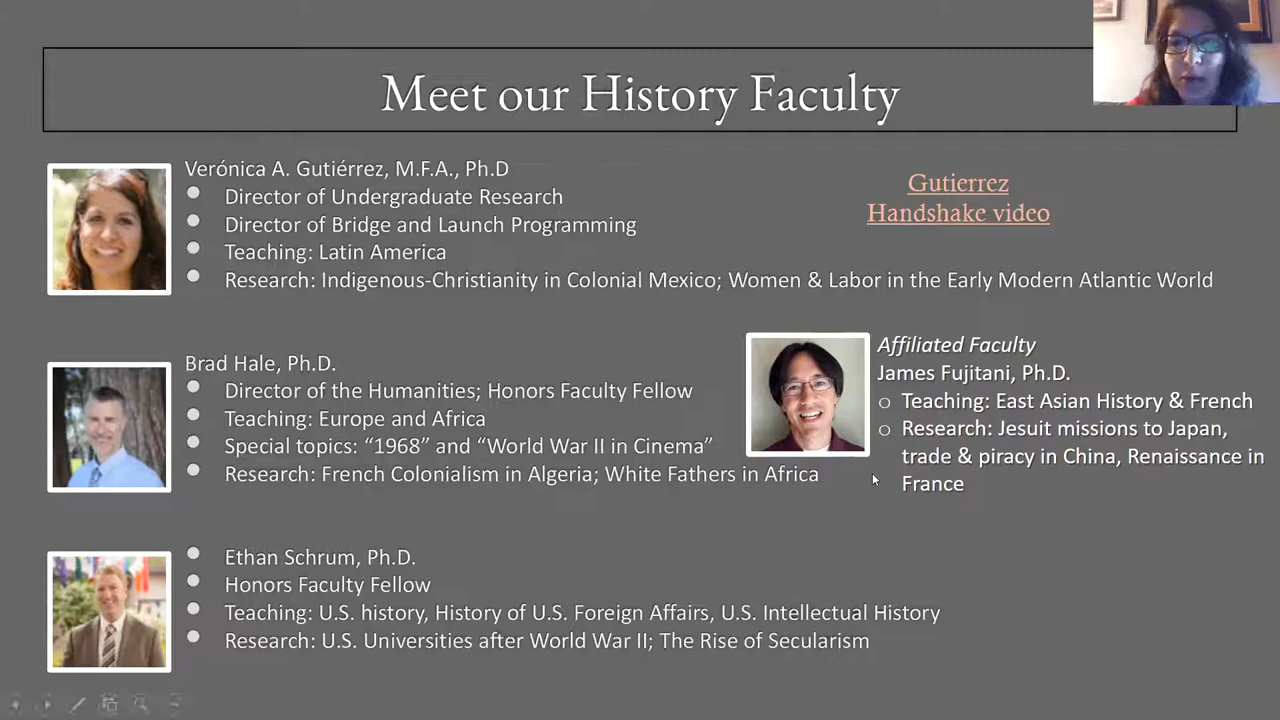 Meet our History Faculty
Verónica A. Gutiérrez, M.F.A., Ph.D
Director of Undergraduate Research
Director of Bridge and Launch Programming
Teaching: Latin America
Research: Indigenous-Christianity in Colonial Mexico; Women & Labor in the Early Modern Atlantic World
Gutierrez
Handshake video
Brad Hale, Ph.D.
Director of the Humanities; Honors Faculty Fellow
Teaching: Europe and Africa
Special topics: “1968” and “World War II in Cinema”
Research: French Colonialism in Algeria; White Fathers in Africa
Affiliated Faculty
James Fujitani, Ph.D.
Teaching: East Asian History & French
Research: Jesuit missions to Japan,
trade & piracy in China, Renaissance in
France
Ethan Schrum, Ph.D.
Honors Faculty Fellow
Teaching: U.S. history, History of U.S. Foreign Affairs, U.S. Intellectual History
Research: U.S. Universities after World War II; The Rise of Secularism